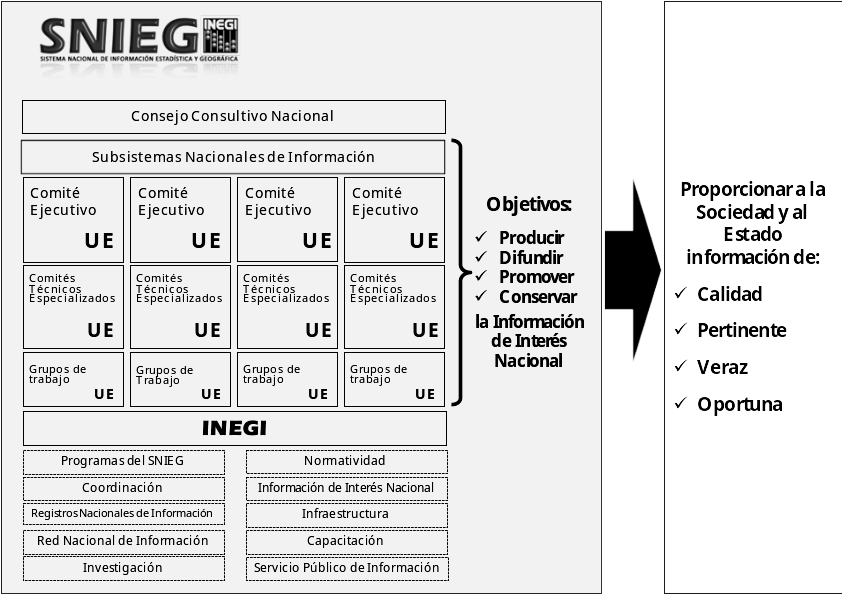 SNIEG INEGI
SISTEMA NACIONAL DE INFORMACIÓN ESTADÍSTICA Y GEOGRÁFICA
Consejo Consultivo Nacional
Subsistemas Nacionales de Información
Comité
Ejecutivo
UE
Comité
Ejecutivo
UE
Comité
Ejecutivo
UE
Comité
Ejecutivo
UE
Comités
Técnicos
Especializados
UE
Comités
Técnicos
Especializados
UE
Comités
Técnicos
Especializados
UE
Comités
Técnicos
Especializados
UE
Grupos de
trabajo
UE
Grupos de
Trabajo
UE
Grupos de
trabajo
UE
Grupos de
trabajo
UE
INEGI
Programas del SNIEG
Normatividad
Coordinación
Información de Interés Nacional
Registros Nacionales de Información
Infraestructura
Red Nacional de Información
Capacitación
Investigación
Servicio Público de Información
Objetivos:
✓ Producir
✓ Difundir
✓ Promover
✓ Conservar
la Información
de Interés
Nacional
Proporcionar a la
Sociedad y al
Estado
información de:
✓ Calidad
✓ Pertinente
✓ Veraz
✓ Oportuna